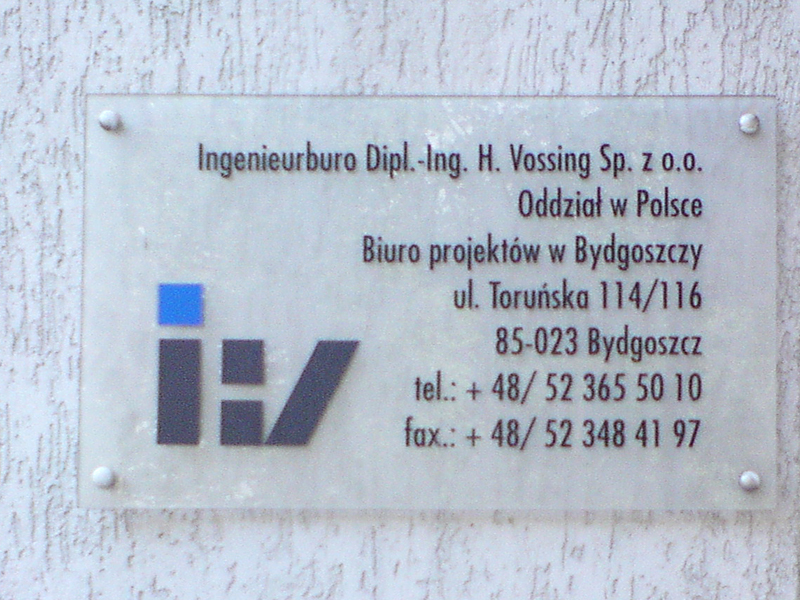 Ingenieurburo Dipl.-Ing. H. Vossing Sp. z o.o.
Oddział w Polsce
Biuro projektów w Bydgoszczy
ul. Toruńska 114/116
85-023 Bydgoszcz
tel.: + 48/ 52 365 50 10
fax.: + 48/ 52 348 41 97
iHV